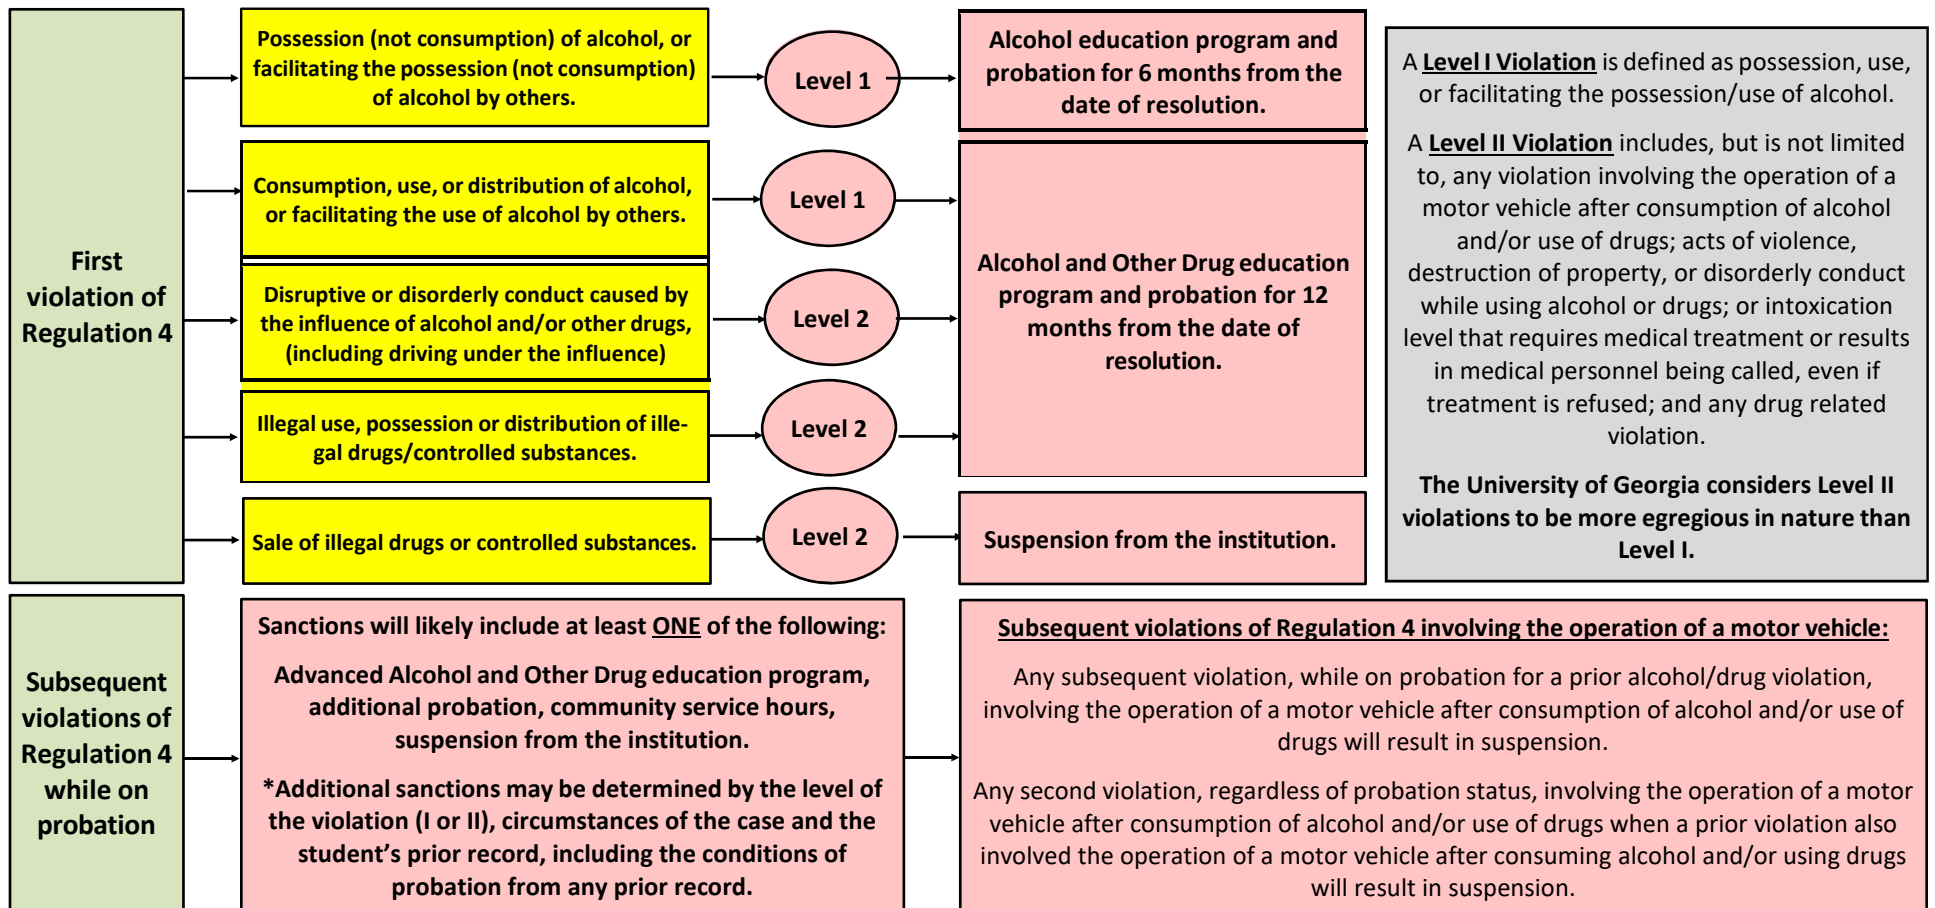 First
violation of
Regulation 4
Possession (not consumption) of alcohol, or
facilitating the possession (not consumption)
of alcohol by others.
Level 1
Alcohol education program and
probation for 6 months from the
date of resolution.
Consumption, use, or distribution of alcohol,
or facilitating the use of alcohol by others.
Level 1
Disruptive or disorderly conduct caused by
the influence of alcohol and/or other drugs,
(including driving under the influence)
Level 2
Illegal use, possession or distribution of ille-
gal drugs/controlled substances.
Level 2
Alcohol and Other Drug education
program and probation for 12
months from the date of
resolution.
Sale of illegal drugs or controlled substances.
Level 2
Suspension from the institution.
A Level I Violation is defined as possession, use,
or facilitating the possession/use of alcohol.
A Level II Violation includes, but is not limited
to, any violation involving the operation of a
motor vehicle after consumption of alcohol
and/or use of drugs; acts of violence,
destruction of property, or disorderly conduct
while using alcohol or drugs; or intoxication
level that requires medical treatment or results
in medical personnel being called, even if
treatment is refused; and any drug related
violation.
The University of Georgia considers Level II
violations to be more egregious in nature than
Level I.
Subsequent
violations of
Regulation 4
while on
probation
Sanctions will likely include at least ONE of the following:
Advanced Alcohol and Other Drug education program,
additional probation, community service hours,
suspension from the institution.
*Additional sanctions may be determined by the level of
the violation (I or II), circumstances of the case and the
student’s prior record, including the conditions of
probation from any prior record.
Subsequent violations of Regulation 4 involving the operation of a motor vehicle:
Any subsequent violation, while on probation for a prior alcohol/drug violation,
involving the operation of a motor vehicle after consumption of alcohol and/or use of
drugs will result in suspension.
Any second violation, regardless of probation status, involving the operation of a motor
vehicle after consumption of alcohol and/or use of drugs when a prior violation also
involved the operation of a motor vehicle after consuming alcohol and/or using drugs
will result in suspension.